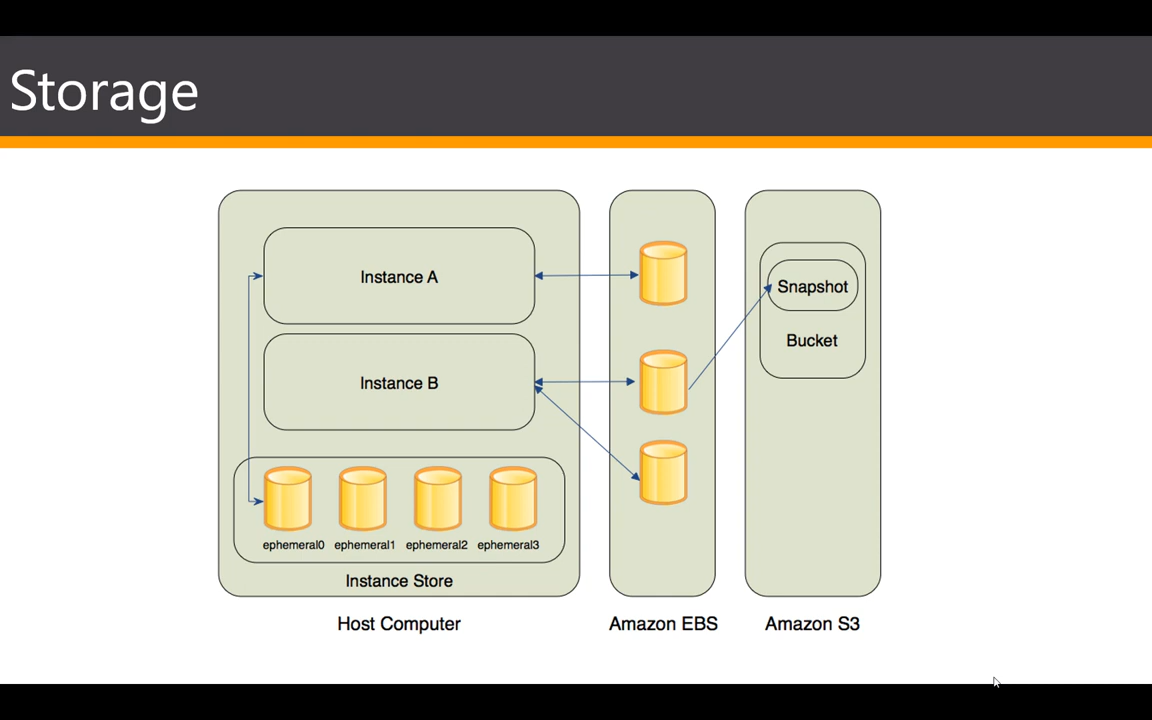 Storage
Instance A
Instance B
Snapshot
Bucket
ephemeral0 ephemeral1 ephemeral2 ephemeral3
Instance Store
Host Computer
Amazon EBS
Amazon S3